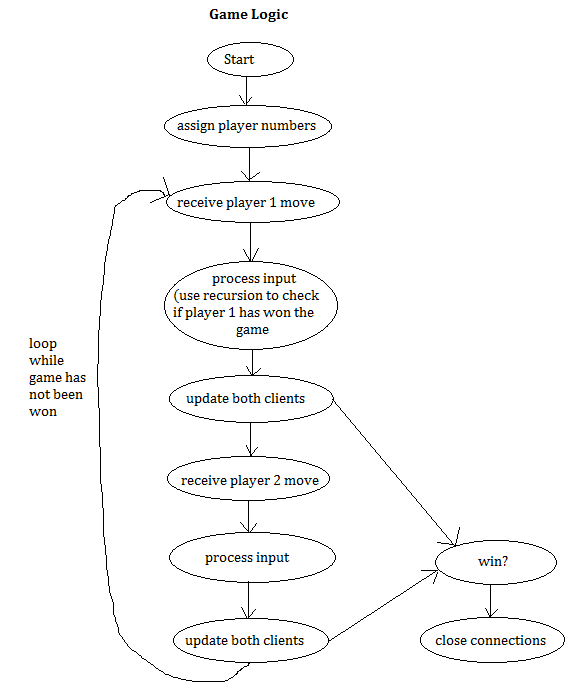 Game Logic
Start
assign player numbers
receive player 1 move
process input
(use recursion to check
if player 1 has won the
game
loop
while
game has
not been
won
update both clients
receive player 2 move
process input
win?
update both clients
close connections